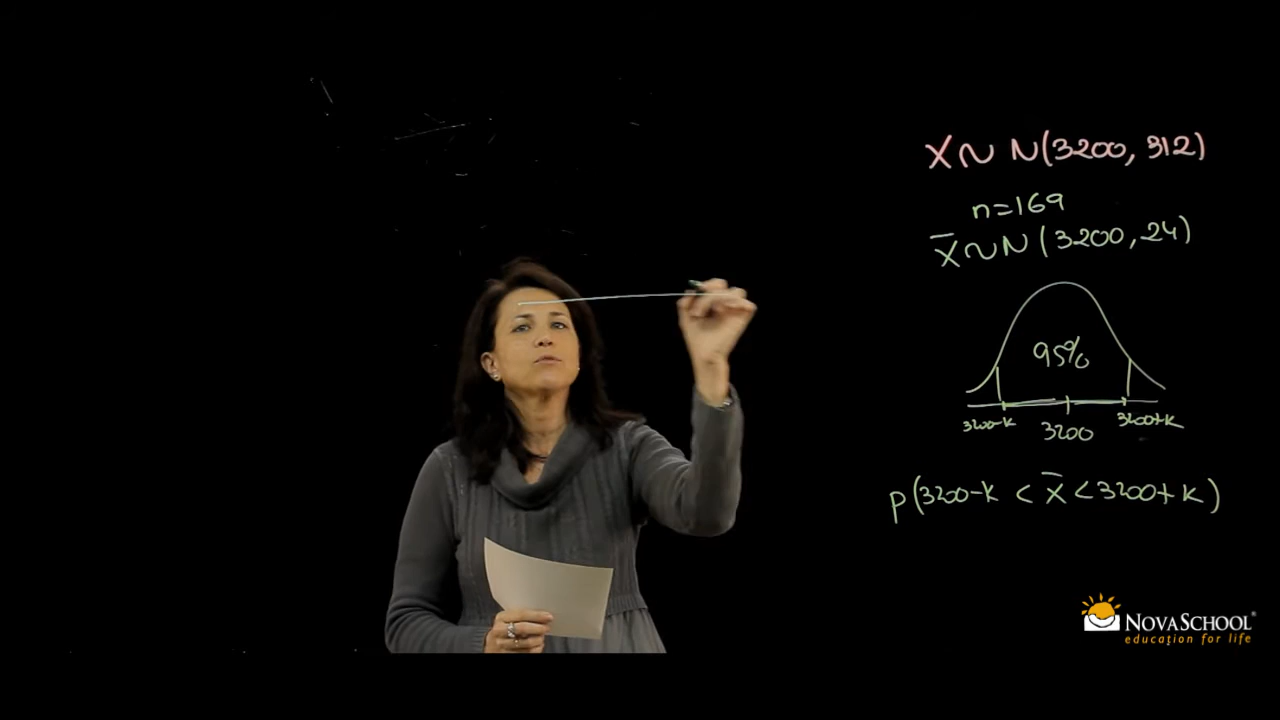 X ~ N(3200, 312)
n=169
X̄ ~ N(3200, 24)
95%
3200-k
3200
3200+k
p(3200-k < X̄ < 3200+k)
NOVASCHOOL®
education for life